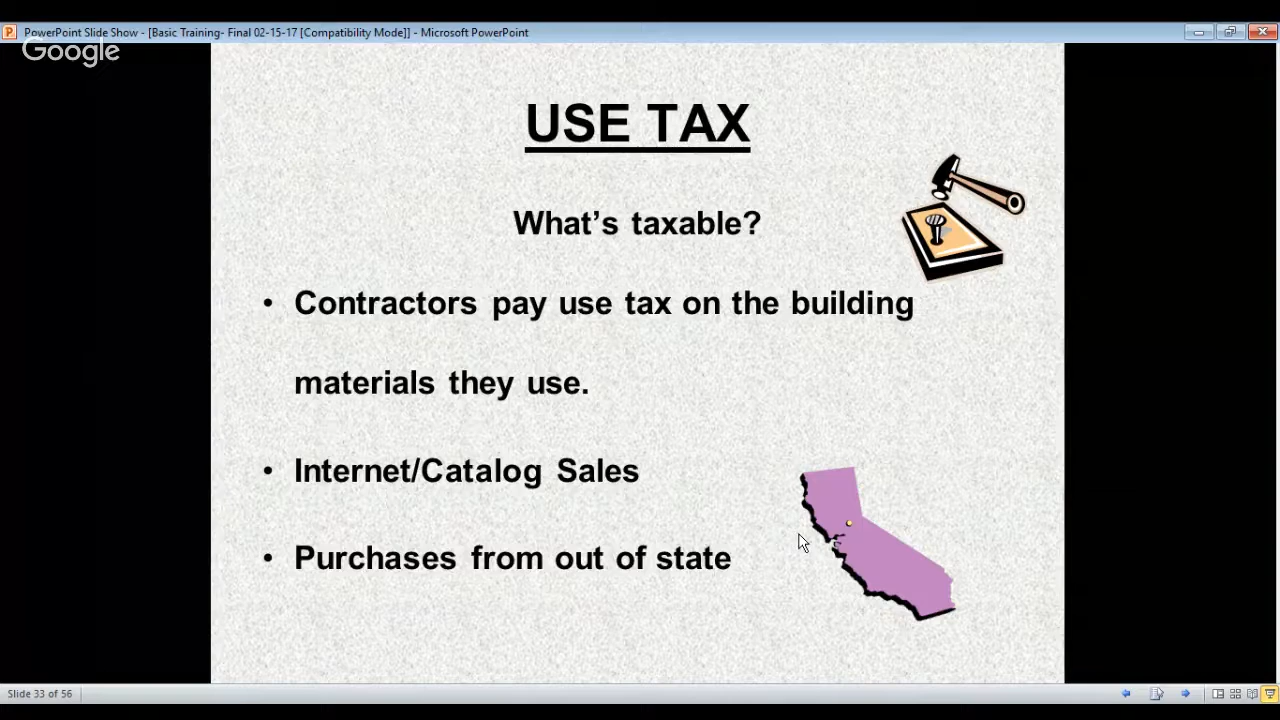 PowerPoint Slide Show - [Basic Training- Final 02-15-17 [Compatibility Mode]] - Microsoft PowerPoint
Google
USE TAX
What's taxable?
• Contractors pay use tax on the building
materials they use.
• Internet/Catalog Sales
• Purchases from out of state
Slide 33 of 56